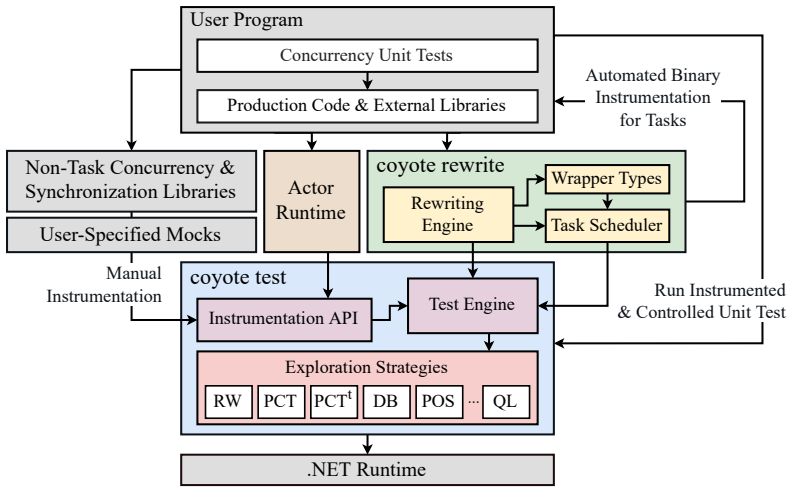 User Program
Concurrency Unit Tests
Production Code & External Libraries
Automated Binary
Instrumentation
for Tasks
Non-Task Concurrency &
Synchronization Libraries
User-Specified Mocks
Actor
Runtime
coyote rewrite
Rewriting
Engine
Wrapper Types
Task Scheduler
Manual
Instrumentation
coyote test
Instrumentation API
Test Engine
Run Instrumented
& Controlled Unit Test
Exploration Strategies
RW PCT PCTᵗ DB POS ... QL
.NET Runtime